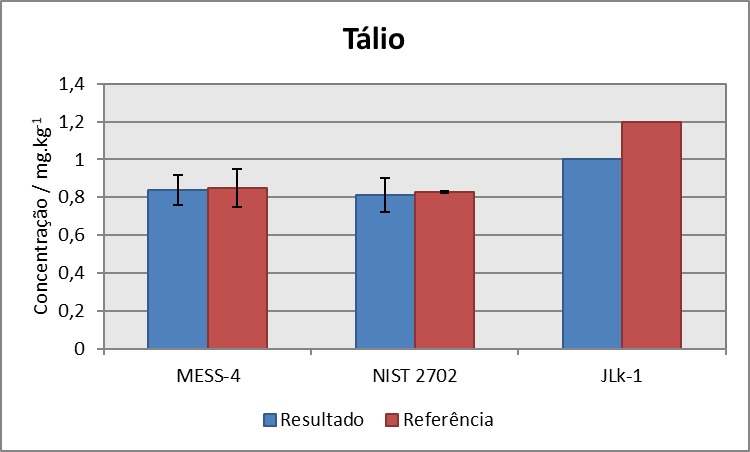 Tálio
Concentração / mg.kg⁻¹
1,4
1,2
1
0,8
0,6
0,4
0,2
0
MESS-4 NIST 2702 JLk-1
Resultado Referência